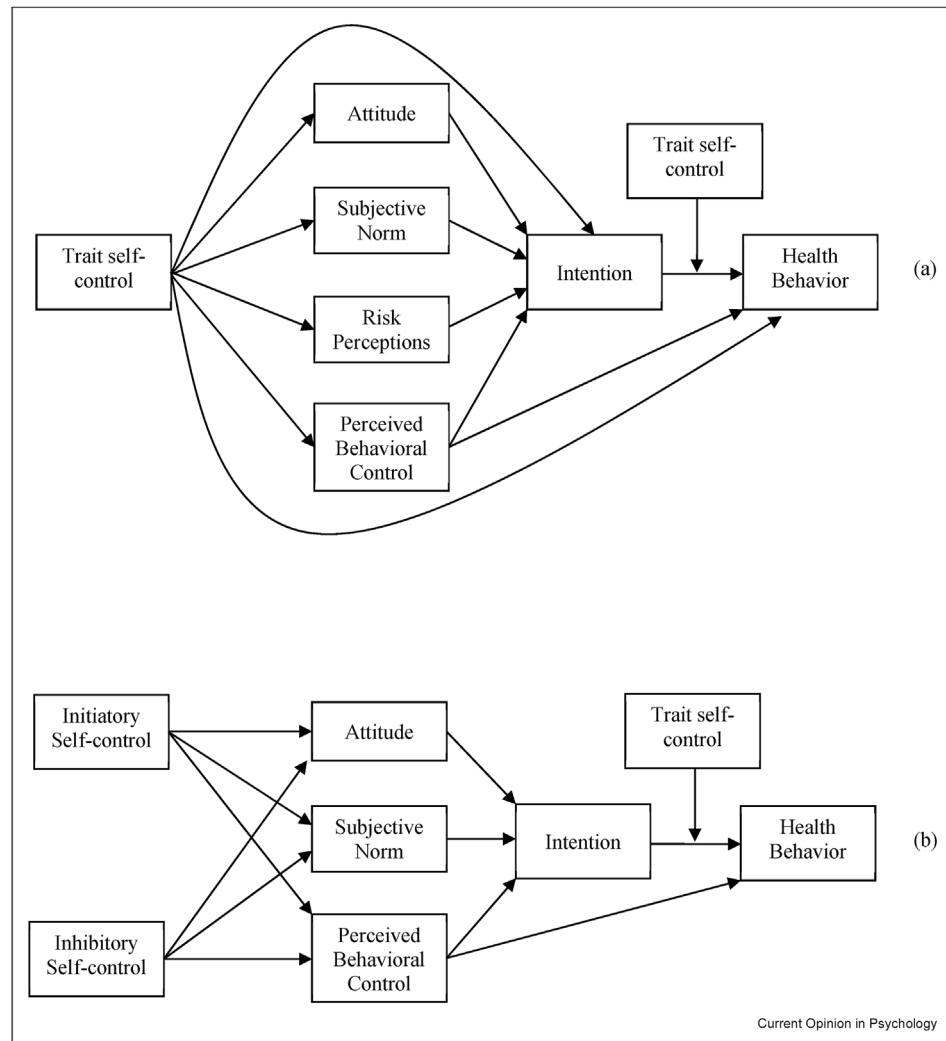 Attitude
Trait self-
control
Subjective
Norm
Trait self-
control
Intention
Health
Behavior
(a)
Risk
Perceptions
Perceived
Behavioral
Control
Initiatory
Self-control
Attitude
Trait self-
control
Subjective
Norm
Intention
Health
Behavior
(b)
Inhibitory
Self-control
Perceived
Behavioral
Control
Current Opinion in Psychology